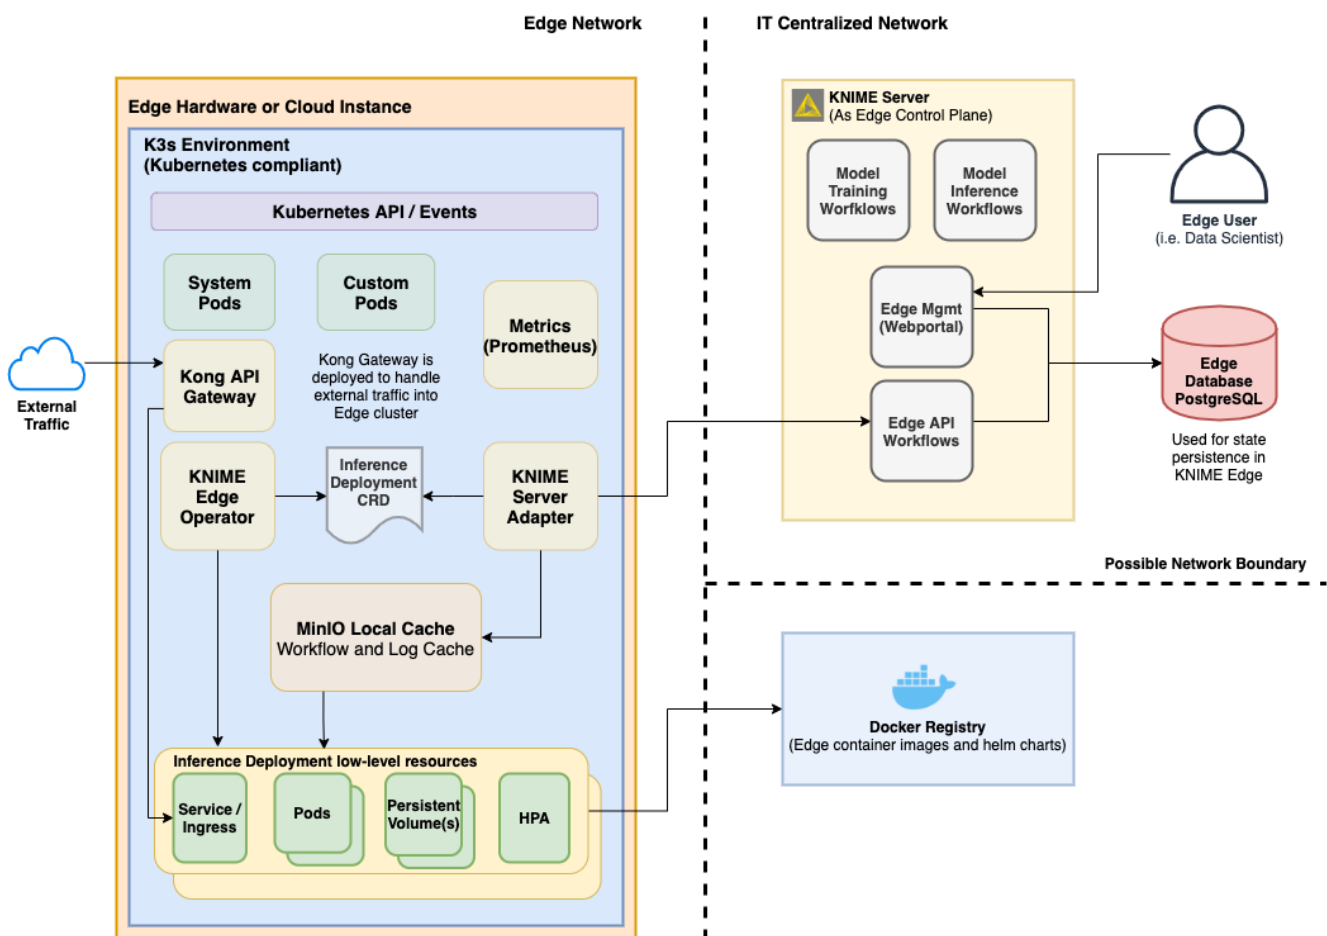 Edge Network
IT Centralized Network
Edge Hardware or Cloud Instance
K3s Environment
(Kubernetes compliant)
Kubernetes API / Events
System
Pods
Custom
Pods
Metrics
(Prometheus)
Kong API
Gateway
Kong Gateway is
deployed to handle
external traffic into
Edge cluster
External
Traffic
KNIME
Edge
Operator
Inference
Deployment
CRD
KNIME
Server
Adapter
MinIO Local Cache
Workflow and Log Cache
Inference Deployment low-level resources
Service /
Ingress
Pods
Persistent
Volume(s)
HPA
KNIME Server
(As Edge Control Plane)
Model
Training
Worfklows
Model
Inference
Workflows
Edge Mgmt
(Webportal)
Edge API
Workflows
Edge User
(i.e. Data Scientist)
Edge
Database
PostgreSQL
Used for state
persistence in
KNIME Edge
Possible Network Boundary
Docker Registry
(Edge container images and helm charts)